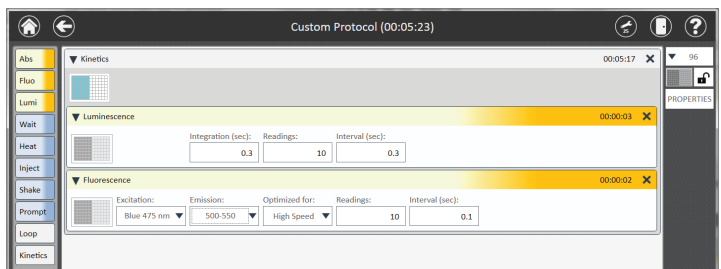 Custom Protocol (00:05:23)
25
?
Abs
Fluo
Lumi
Wait
Heat
Inject
Shake
Prompt
Loop
Kinetics
Kinetics 00:05:17
Luminescence 00:00:03
Integration (sec): Readings: Interval (sec):
0.3 10 0.3
Fluorescence 00:00:02
Excitation: Emission: Optimized for: Readings: Interval (sec):
Blue 475 nm 500-550 High Speed 10 0.1
96
PROPERTIES